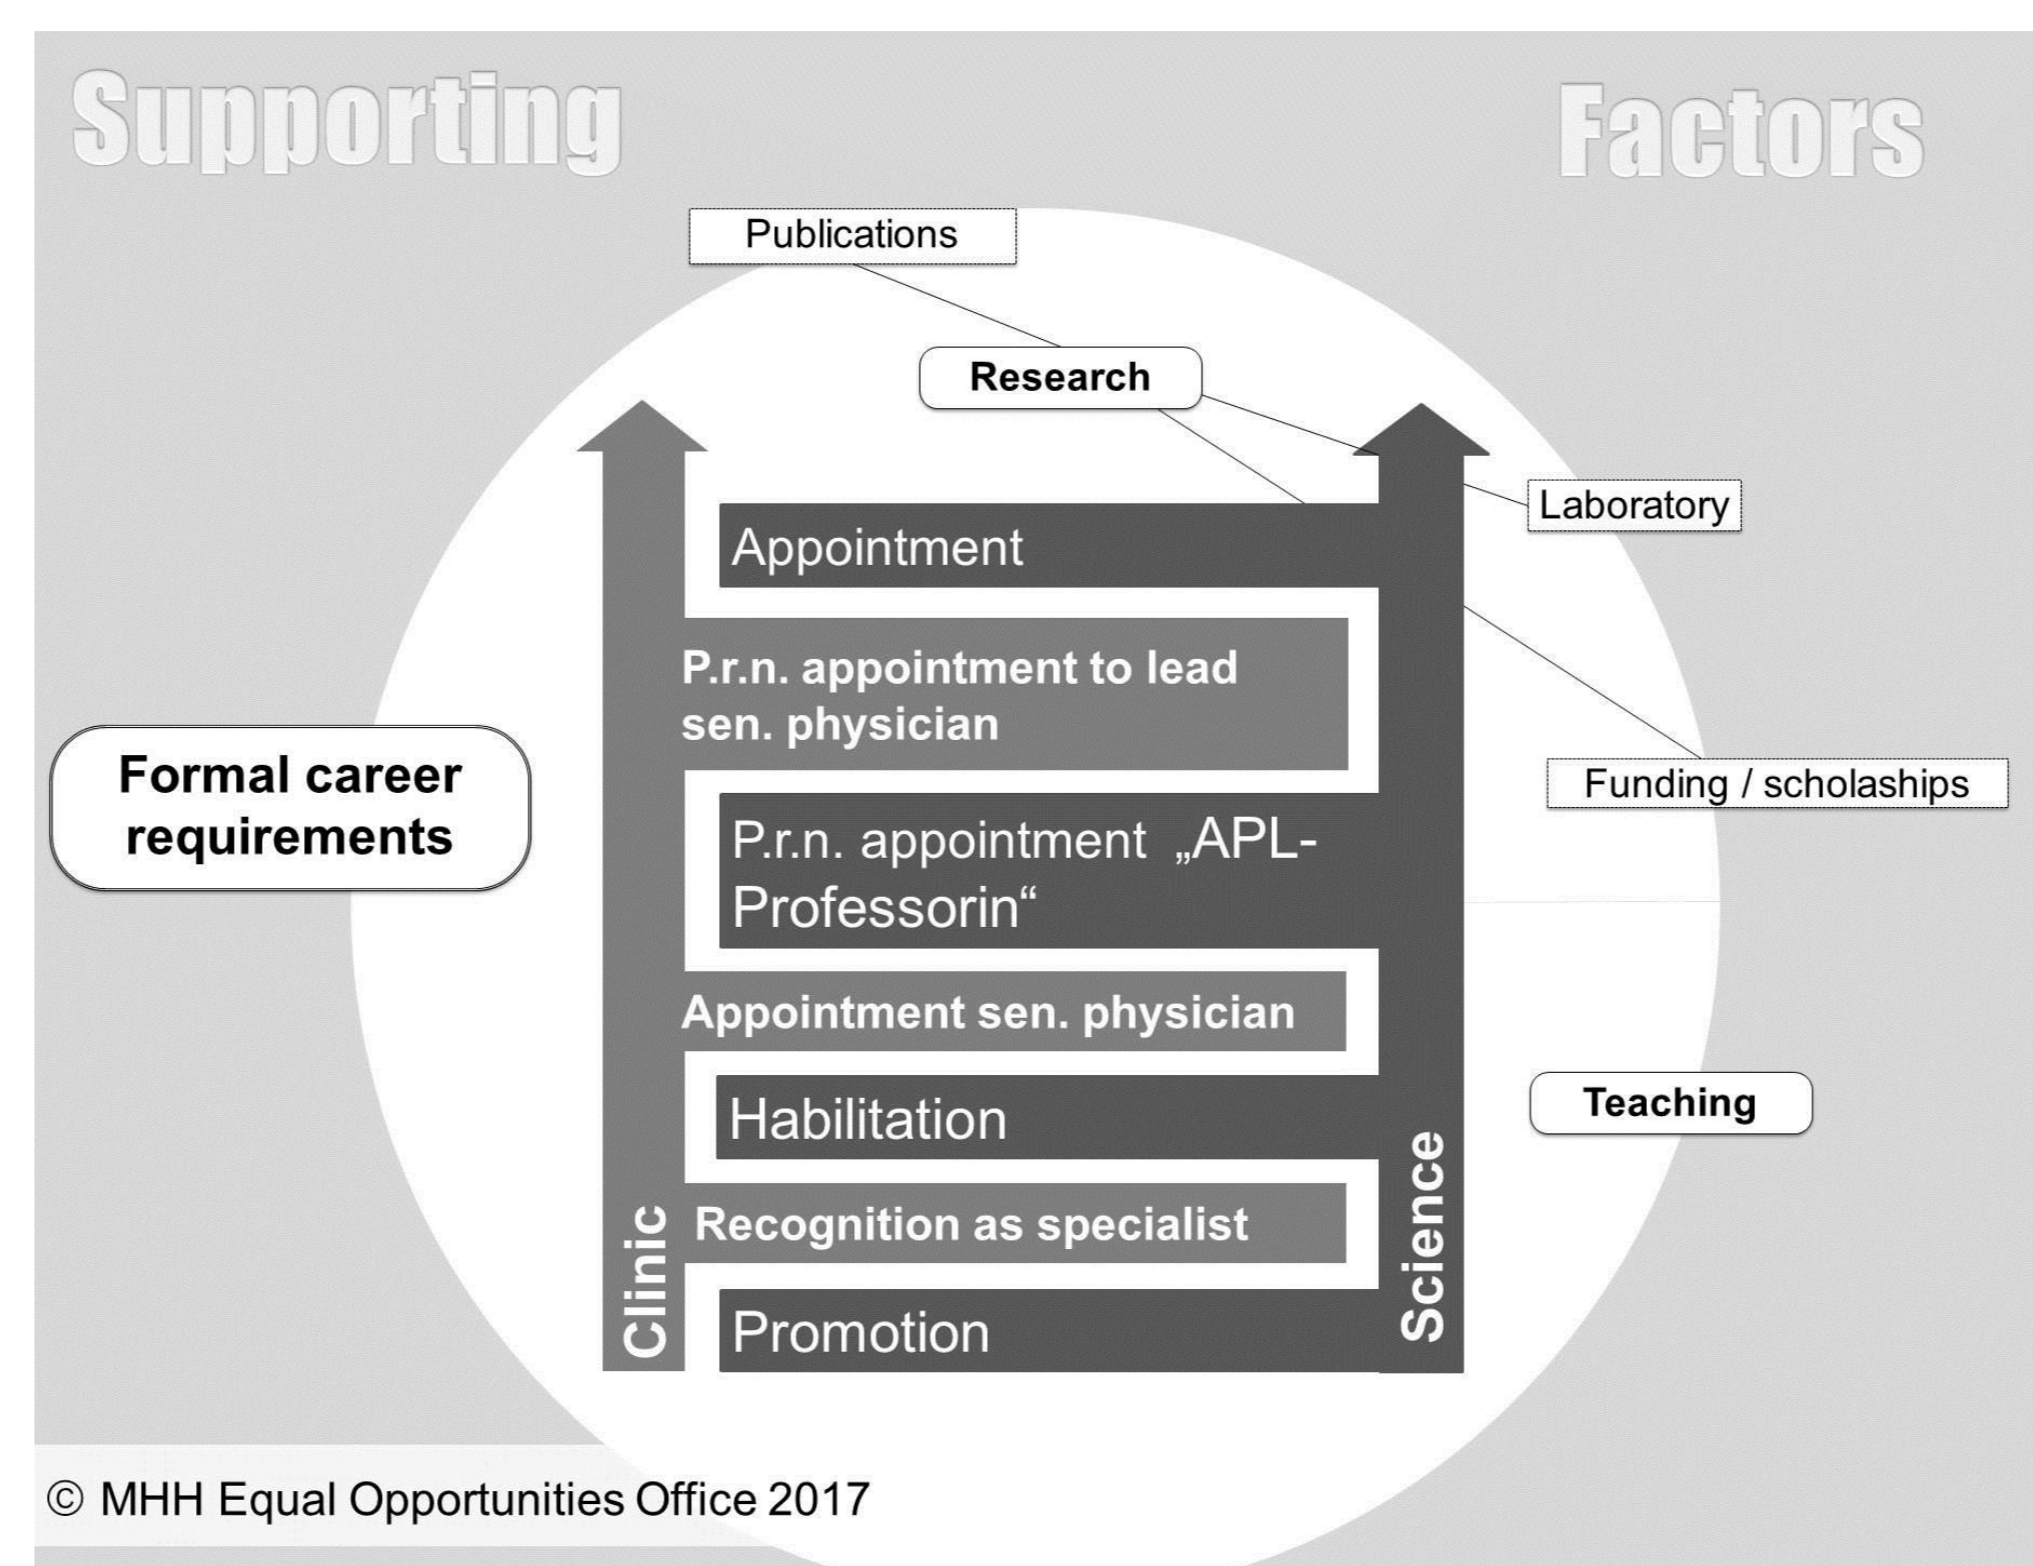 Supporting Factors
Publications
Research
Laboratory
Appointment
P.r.n. appointment to lead
sen. physician
Formal career
requirements
Funding / scholaships
P.r.n. appointment „APL-
Professorin“
Appointment sen. physician
Teaching
Habilitation
Recognition as specialist
Promotion
Clinic
Science
© MHH Equal Opportunities Office 2017